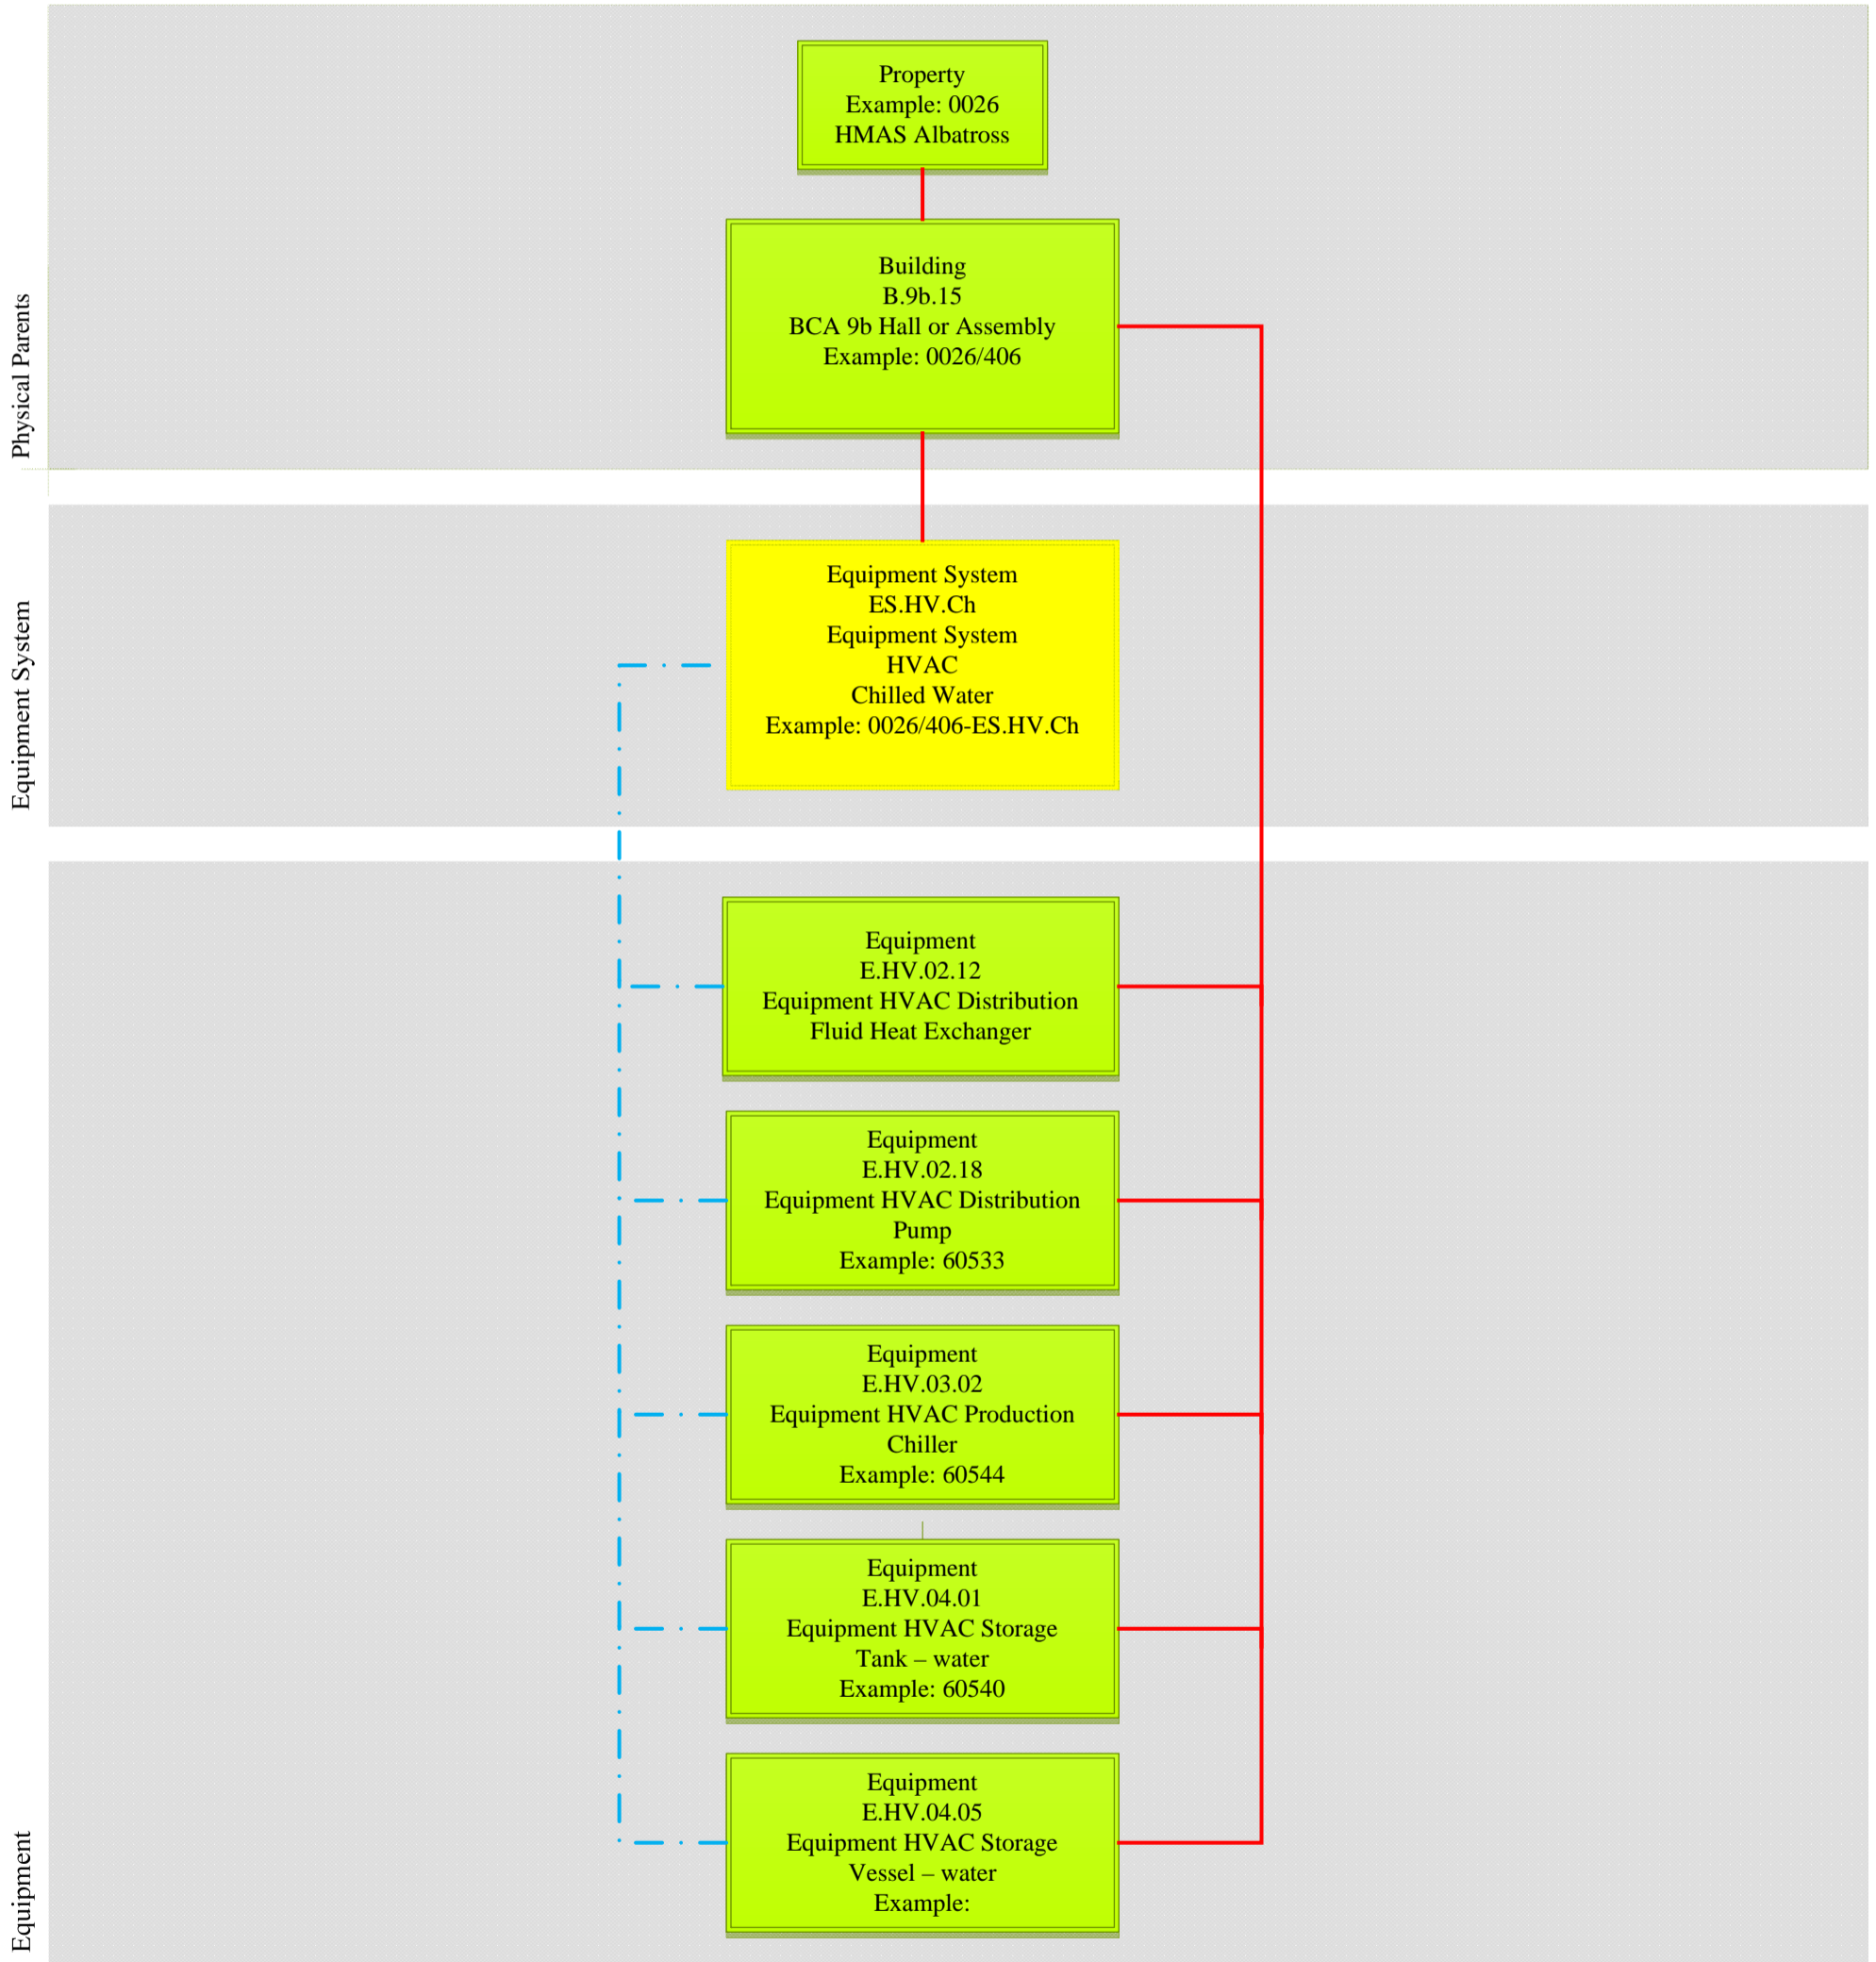 Physical Parents
Property
Example: 0026
HMAS Albatross
Building
B.9b.15
BCA 9b Hall or Assembly
Example: 0026/406
Equipment System
Equipment System
ES.HV.Ch
Equipment System
HVAC
Chilled Water
Example: 0026/406-ES.HV.Ch
Equipment
Equipment
E.HV.02.12
Equipment HVAC Distribution
Fluid Heat Exchanger
Equipment
E.HV.02.18
Equipment HVAC Distribution
Pump
Example: 60533
Equipment
E.HV.03.02
Equipment HVAC Production
Chiller
Example: 60544
Equipment
E.HV.04.01
Equipment HVAC Storage
Tank – water
Example: 60540
Equipment
E.HV.04.05
Equipment HVAC Storage
Vessel – water
Example: